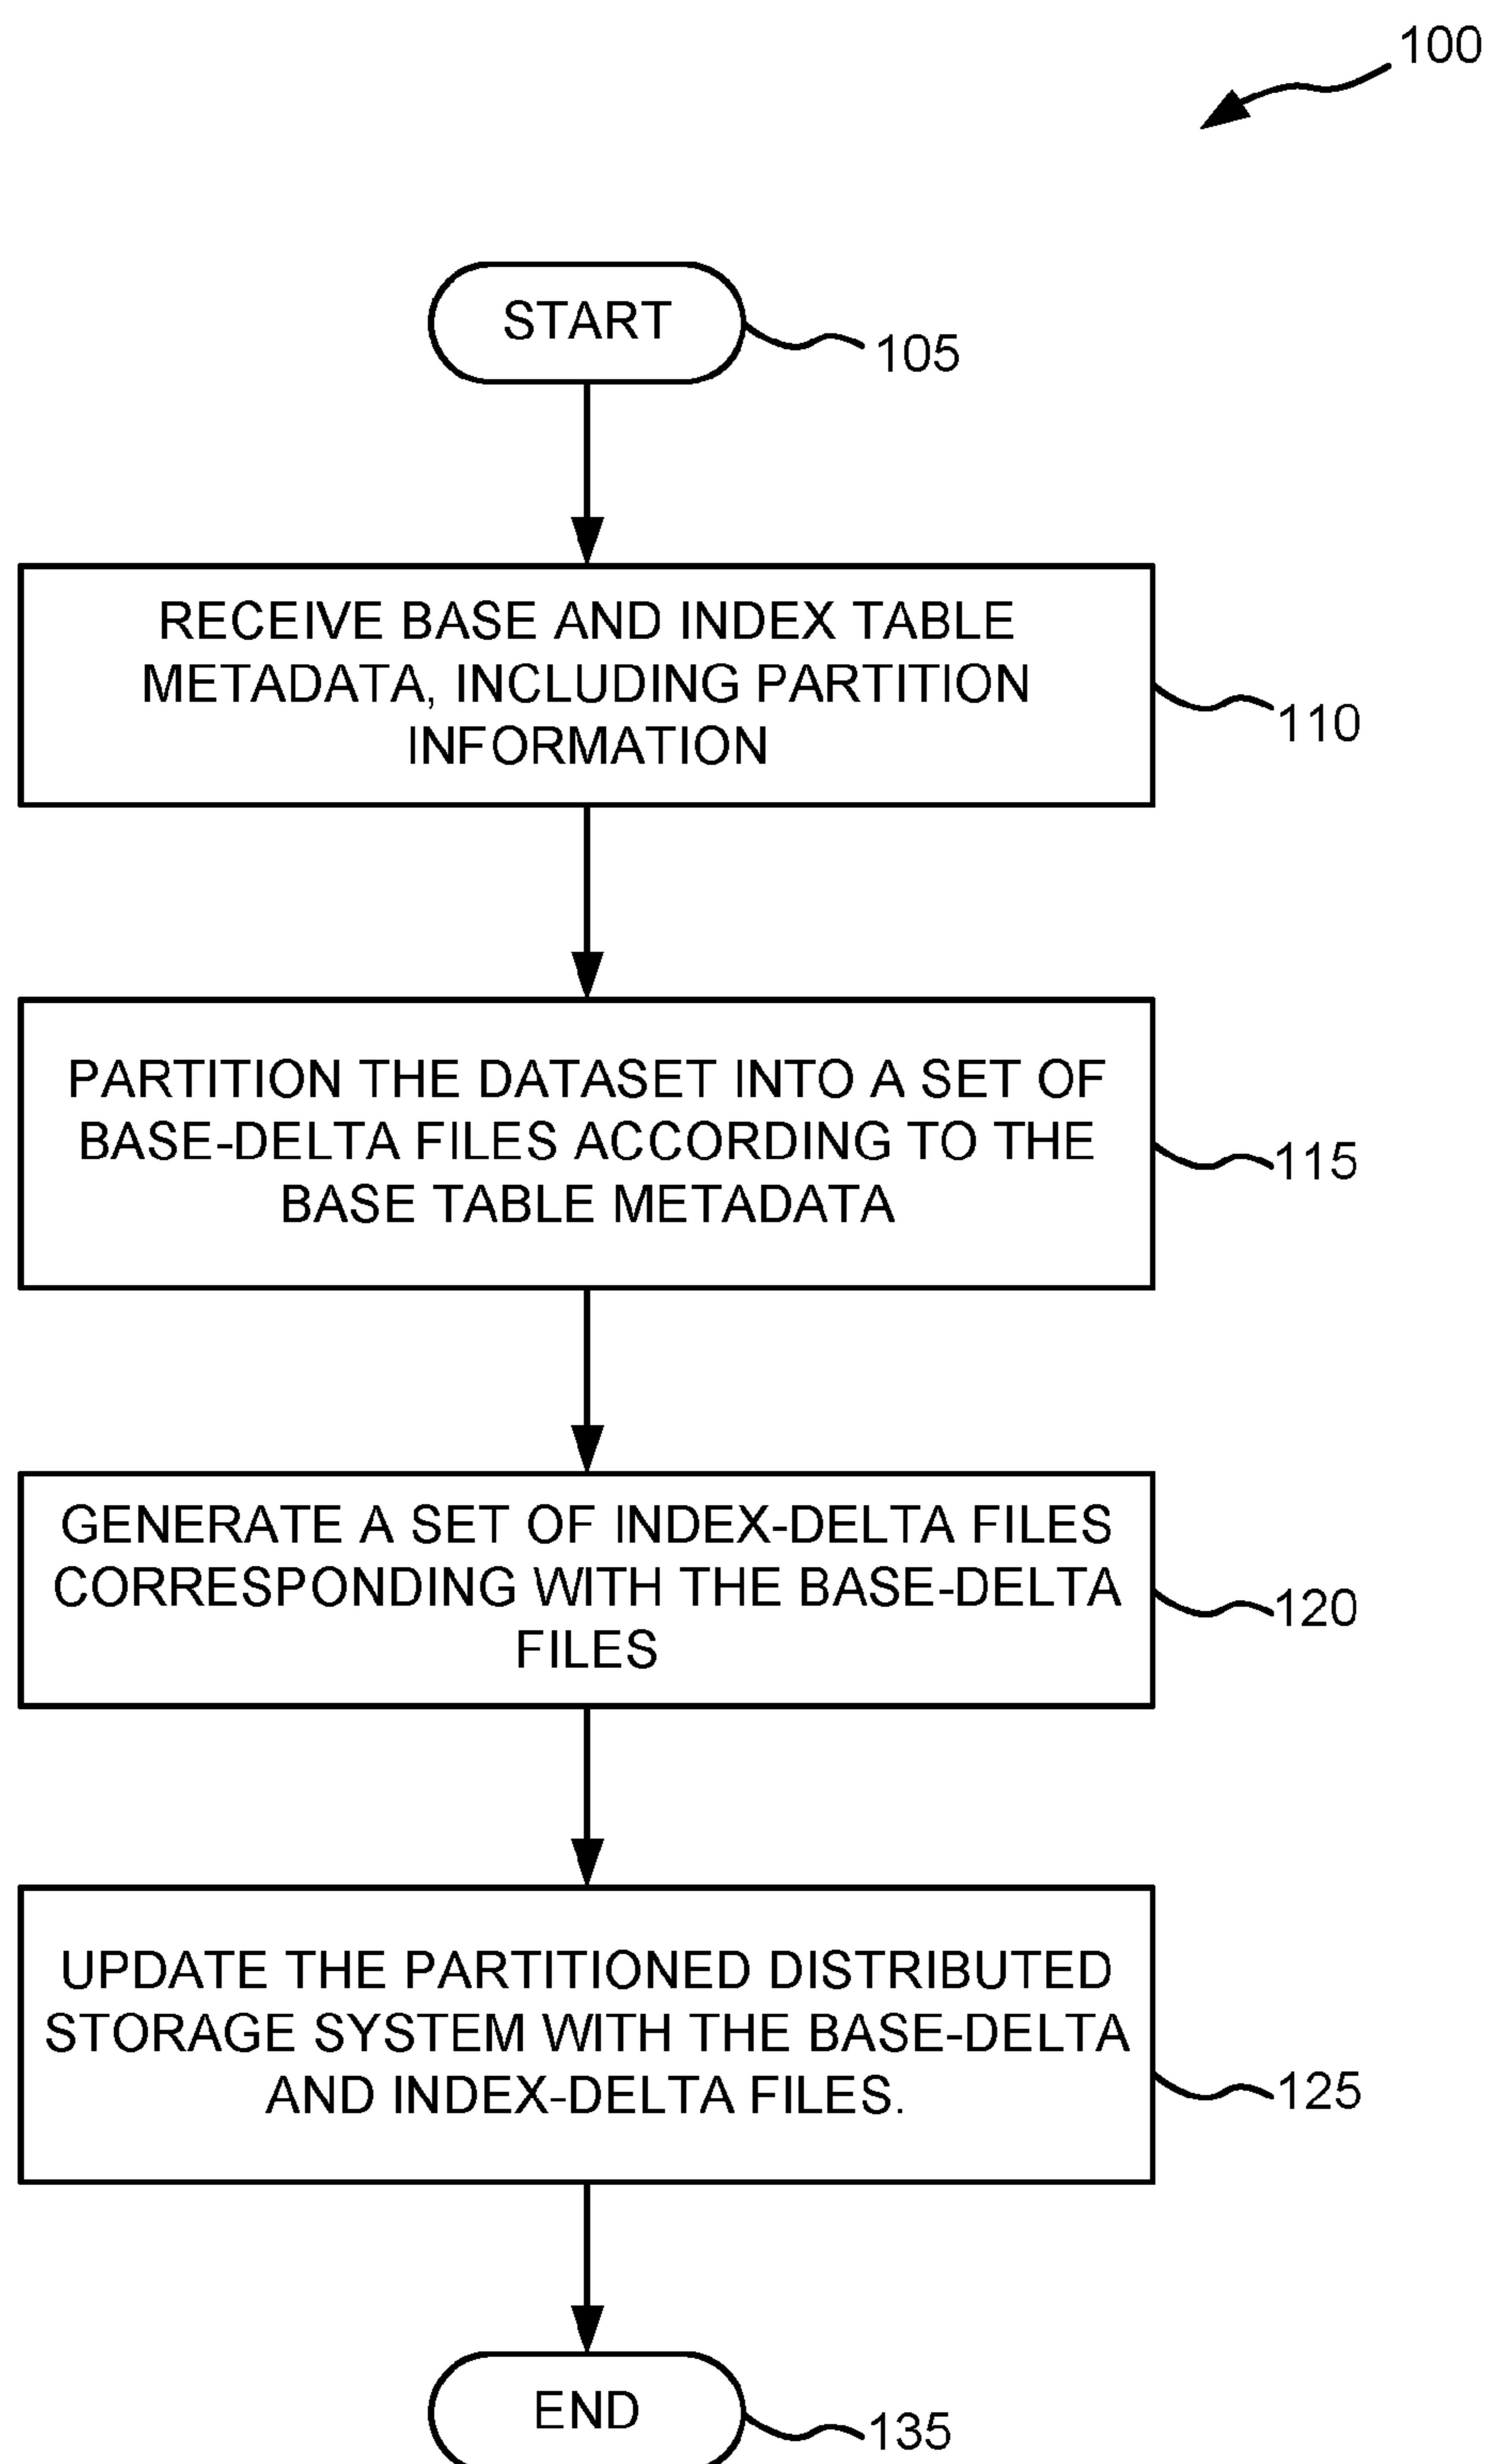 100
START
105
RECEIVE BASE AND INDEX TABLE
METADATA, INCLUDING PARTITION
INFORMATION
110
PARTITION THE DATASET INTO A SET OF
BASE-DELTA FILES ACCORDING TO THE
BASE TABLE METADATA
115
GENERATE A SET OF INDEX-DELTA FILES
CORRESPONDING WITH THE BASE-DELTA
FILES
120
UPDATE THE PARTITIONED DISTRIBUTED
STORAGE SYSTEM WITH THE BASE-DELTA
AND INDEX-DELTA FILES.
125
END
135